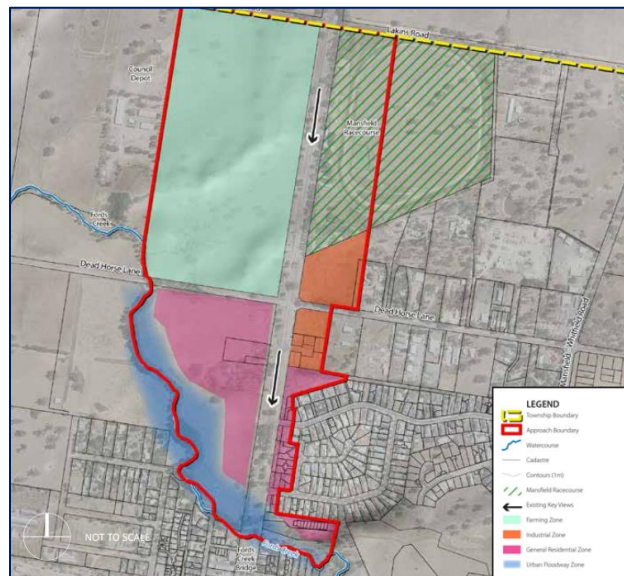 Lakins Road
Council
Depot
Mansfield
Racecourse
Fords
Creek
Dead Horse Lane
Dead Horse Lane
Mansfield - Whitfield Road
Fords Creek
Fords
Creek
Bridge
NOT TO SCALE
LEGEND
Township Boundary
Approach Boundary
Watercourse
Cadastre
Contours (1m)
Mansfield Racecourse
Existing Key Views
Farming Zone
Industrial Zone
General Residential Zone
Urban Floodway Zone